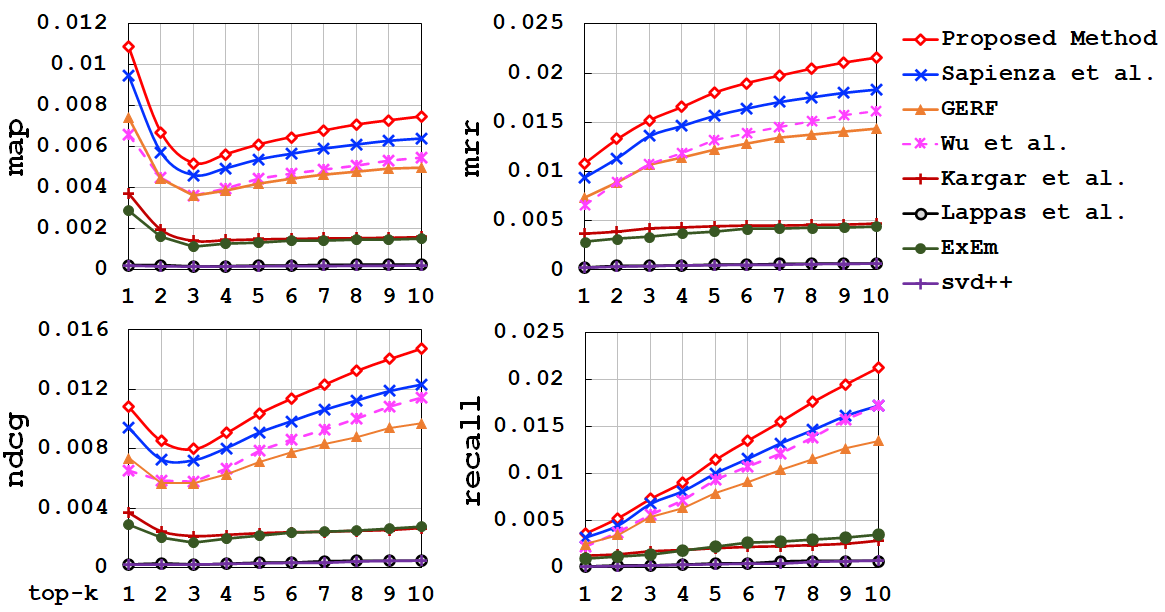 map
0.012
0.01
0.008
0.006
0.004
0.002
0
1 2 3 4 5 6 7 8 9 10
mrr
0.025
0.02
0.015
0.01
0.005
0
1 2 3 4 5 6 7 8 9 10
Proposed Method
Sapienza et al.
GERF
Wu et al.
Kargar et al.
Lappas et al.
ExEm
svd++
ndcg
0.016
0.012
0.008
0.004
0
top-k 1 2 3 4 5 6 7 8 9 10
recall
0.025
0.02
0.015
0.01
0.005
0
1 2 3 4 5 6 7 8 9 10